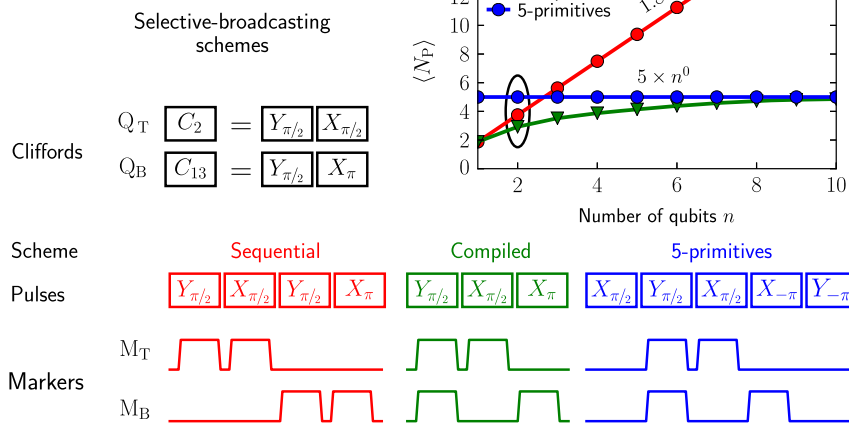 Selective-broadcasting
schemes
Cliffords
Q_T C_2 = Y_{π/2} X_{π/2}
Q_B C_{13} = Y_{π/2} X_π
12
10
8
6
4
2
0
⟨N_P⟩
5-primitives
5 × n^0
2 4 6 8 10
Number of qubits n
Scheme Sequential Compiled 5-primitives
Pulses Y_{π/2} X_{π/2} Y_{π/2} X_π Y_{π/2} X_{π/2} X_π X_{π/2} Y_{π/2} X_{π/2} X_{−π} Y_{−π}
Markers
M_T
M_B